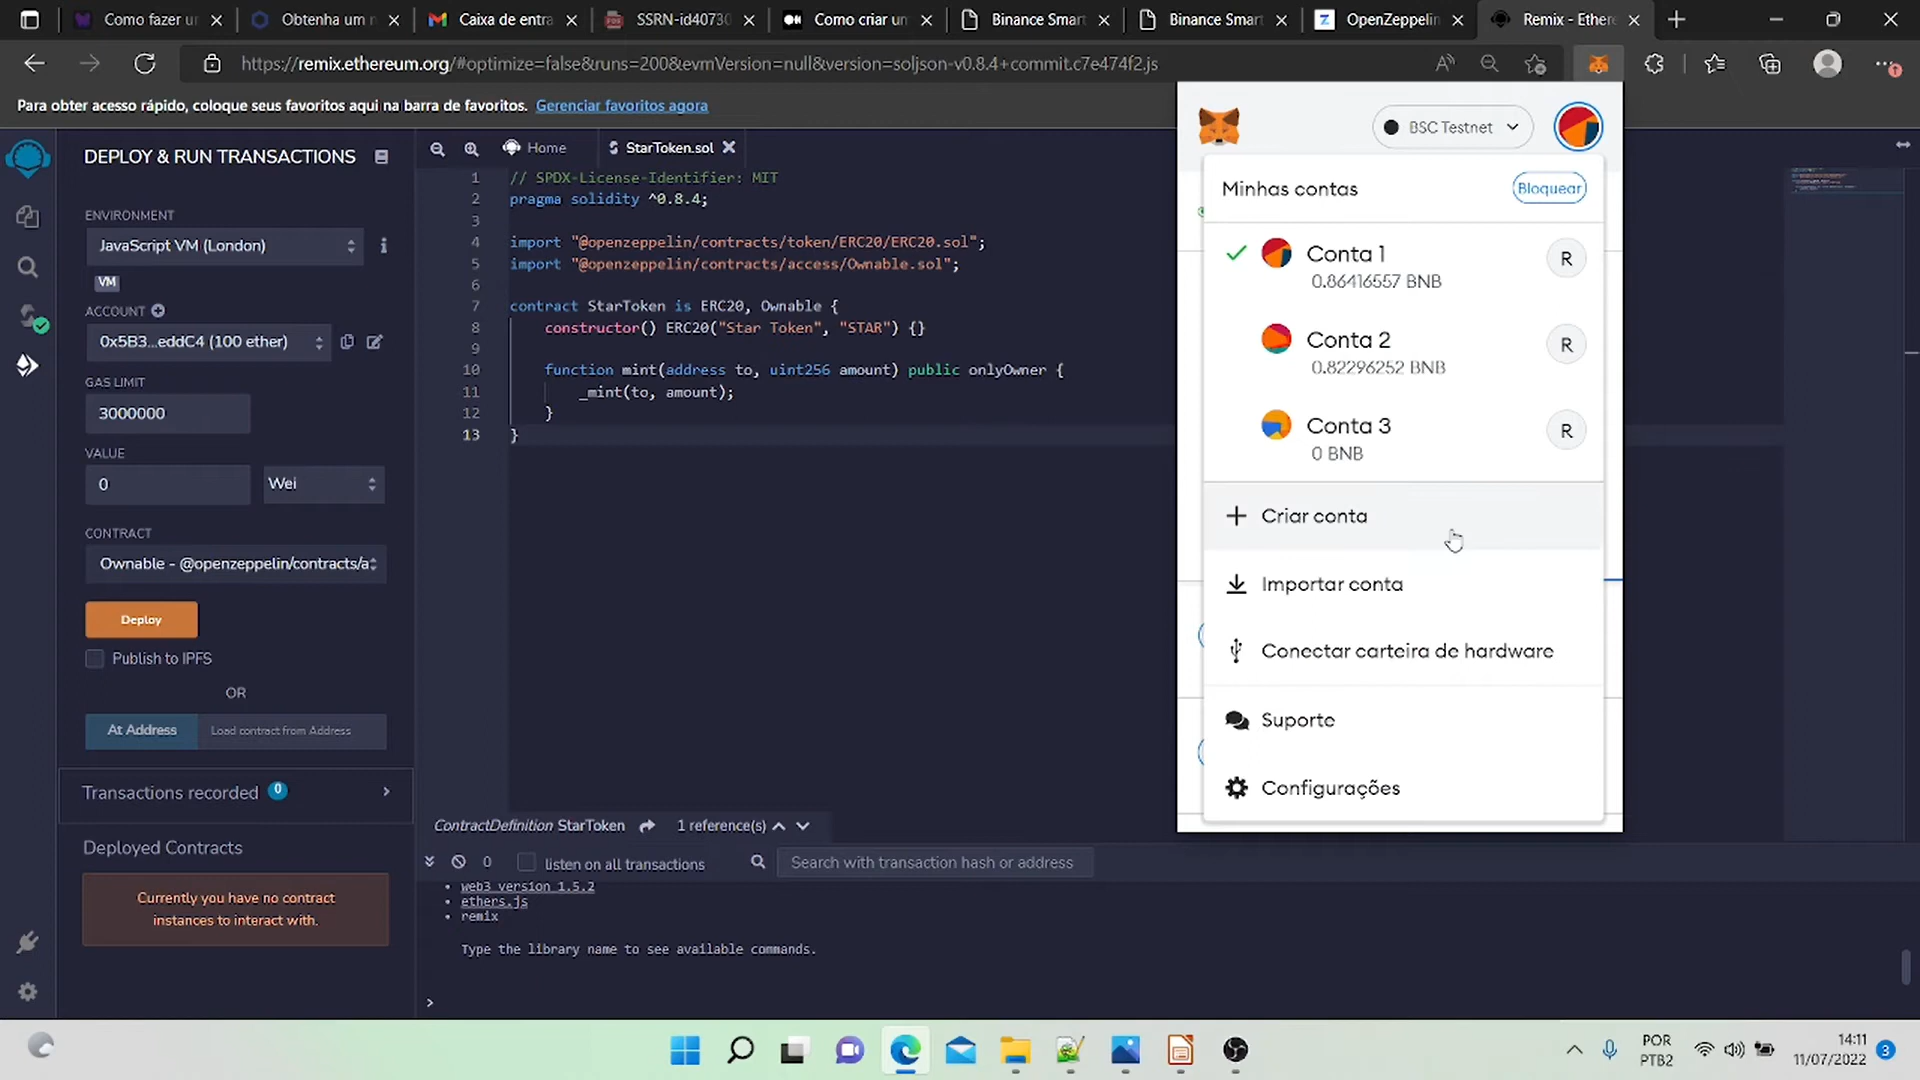 Como fazer ur
Obtenha um n
Caixa de entra
SSRN-id40730
Como criar un
Binance Smart
Binance Smart
OpenZeppelin
Remix - Ethere
https://remix.ethereum.org/#optimize=false&runs=200&evmVersion=null&version=soljson-v0.8.4+commit.c7e474f2.js
Para obter acesso rápido, coloque seus favoritos aqui na barra de favoritos. Gerenciar favoritos agora
DEPLOY & RUN TRANSACTIONS
ENVIRONMENT
JavaScript VM (London)
VM
ACCOUNT
0x5B3...eddC4 (100 ether)
GAS LIMIT
3000000
VALUE
0
Wei
CONTRACT
Ownable - @openzeppelin/contracts/a
Deploy
Publish to IPFS
OR
At Address
Load contract from Address
Transactions recorded 0
Deployed Contracts
Currently you have no contract
instances to interact with.
Home
StarToken.sol
1 // SPDX-License-Identifier: MIT
2 pragma solidity ^0.8.4;
3
4 import "@openzeppelin/contracts/token/ERC20/ERC20.sol";
5 import "@openzeppelin/contracts/access/Ownable.sol";
6
7 contract StarToken is ERC20, Ownable {
8 constructor() ERC20("Star Token", "STAR") {}
9
10 function mint(address to, uint256 amount) public onlyOwner {
11 _mint(to, amount);
12 }
13 }
ContractDefinition StarToken
1 reference(s)
0
listen on all transactions
Search with transaction hash or address
• web3 version 1.5.2
• ethers.js
• remix
Type the library name to see available commands.
>
BSC Testnet
Minhas contas
Bloquear
Conta 1
0.86416557 BNB
R
Conta 2
0.82296252 BNB
R
Conta 3
0 BNB
R
Criar conta
Importar conta
Conectar carteira de hardware
Suporte
Configurações
POR
PTB2
14:11
11/07/2022
3